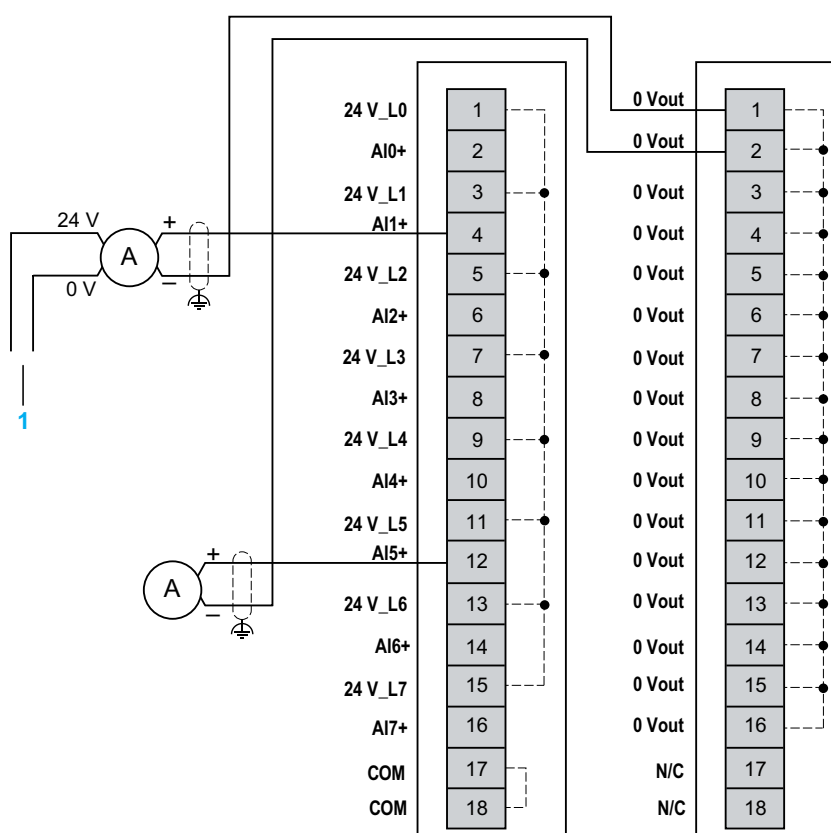 24 V_L0 1 0 Vout 1
AI0+ 2 0 Vout 2
24 V_L1 3 0 Vout 3
24 V + AI1+ 4 0 Vout 4
A
0 V – 24 V_L2 5 0 Vout 5
AI2+ 6 0 Vout 6
24 V_L3 7 0 Vout 7
AI3+ 8 0 Vout 8
1
24 V_L4 9 0 Vout 9
AI4+ 10 0 Vout 10
24 V_L5 11 0 Vout 11
+ AI5+ 12 0 Vout 12
A
– 24 V_L6 13 0 Vout 13
AI6+ 14 0 Vout 14
24 V_L7 15 0 Vout 15
AI7+ 16 0 Vout 16
COM 17 N/C 17
COM 18 N/C 18